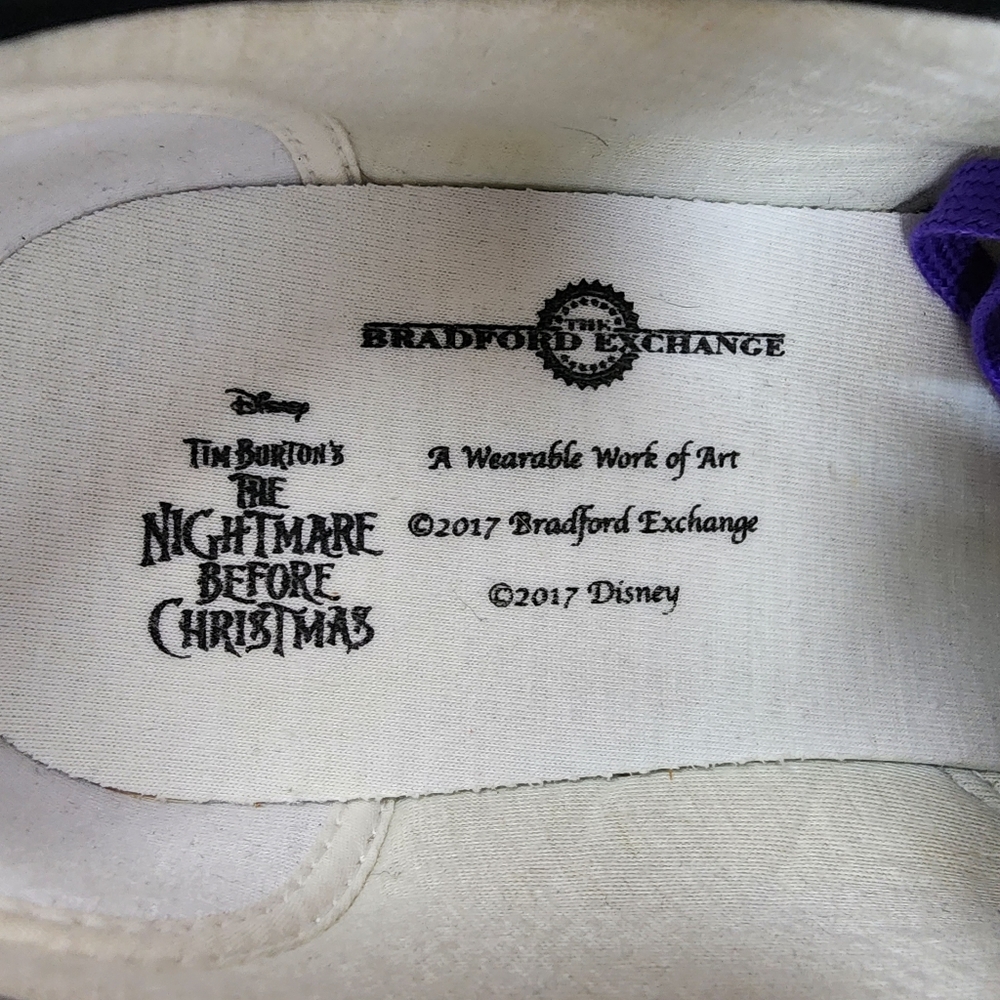 THE
BRADFORD EXCHANGE
Disney
TIM BURTON'S
THE
NIGHTMARE
BEFORE
CHRISTMAS
A Wearable Work of Art
©2017 Bradford Exchange
©2017 Disney